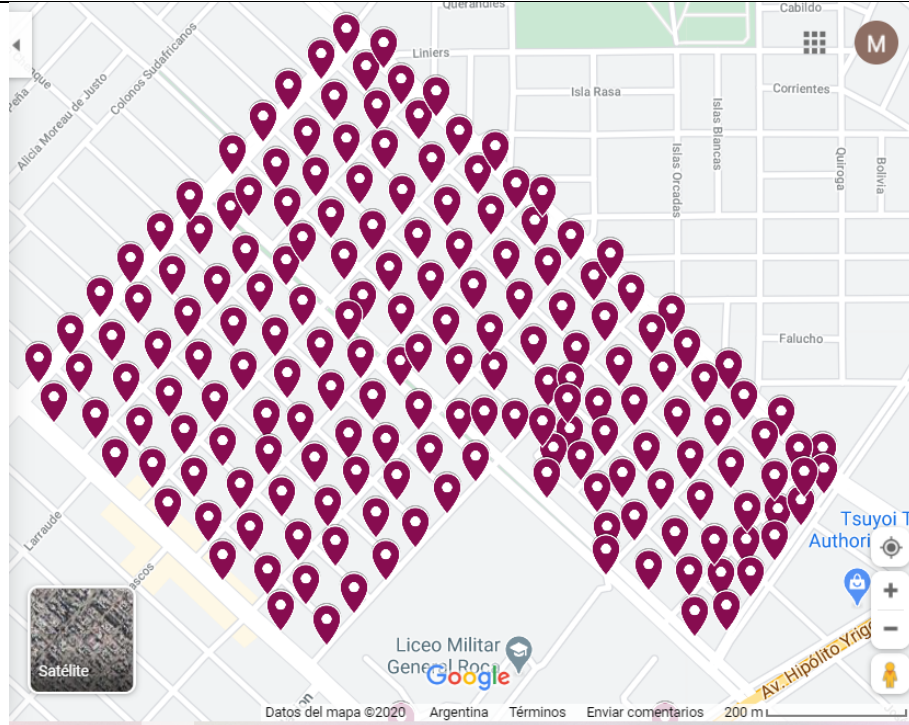 Querandíes
Cabildo
M
Liniers
Colonos Sudafricanos
Peña
Alicia Moreau de Justo
Isla Rasa
Corrientes
Islas Blancas
Islas Orcadas
Quiroga
Bolivia
Falucho
Larraude
Tsuyoi T
Authori
Satélite
Liceo Militar
General Roca
Google
Av. Hipólito Yrigo
Datos del mapa ©2020 Argentina Términos Enviar comentarios 200 m